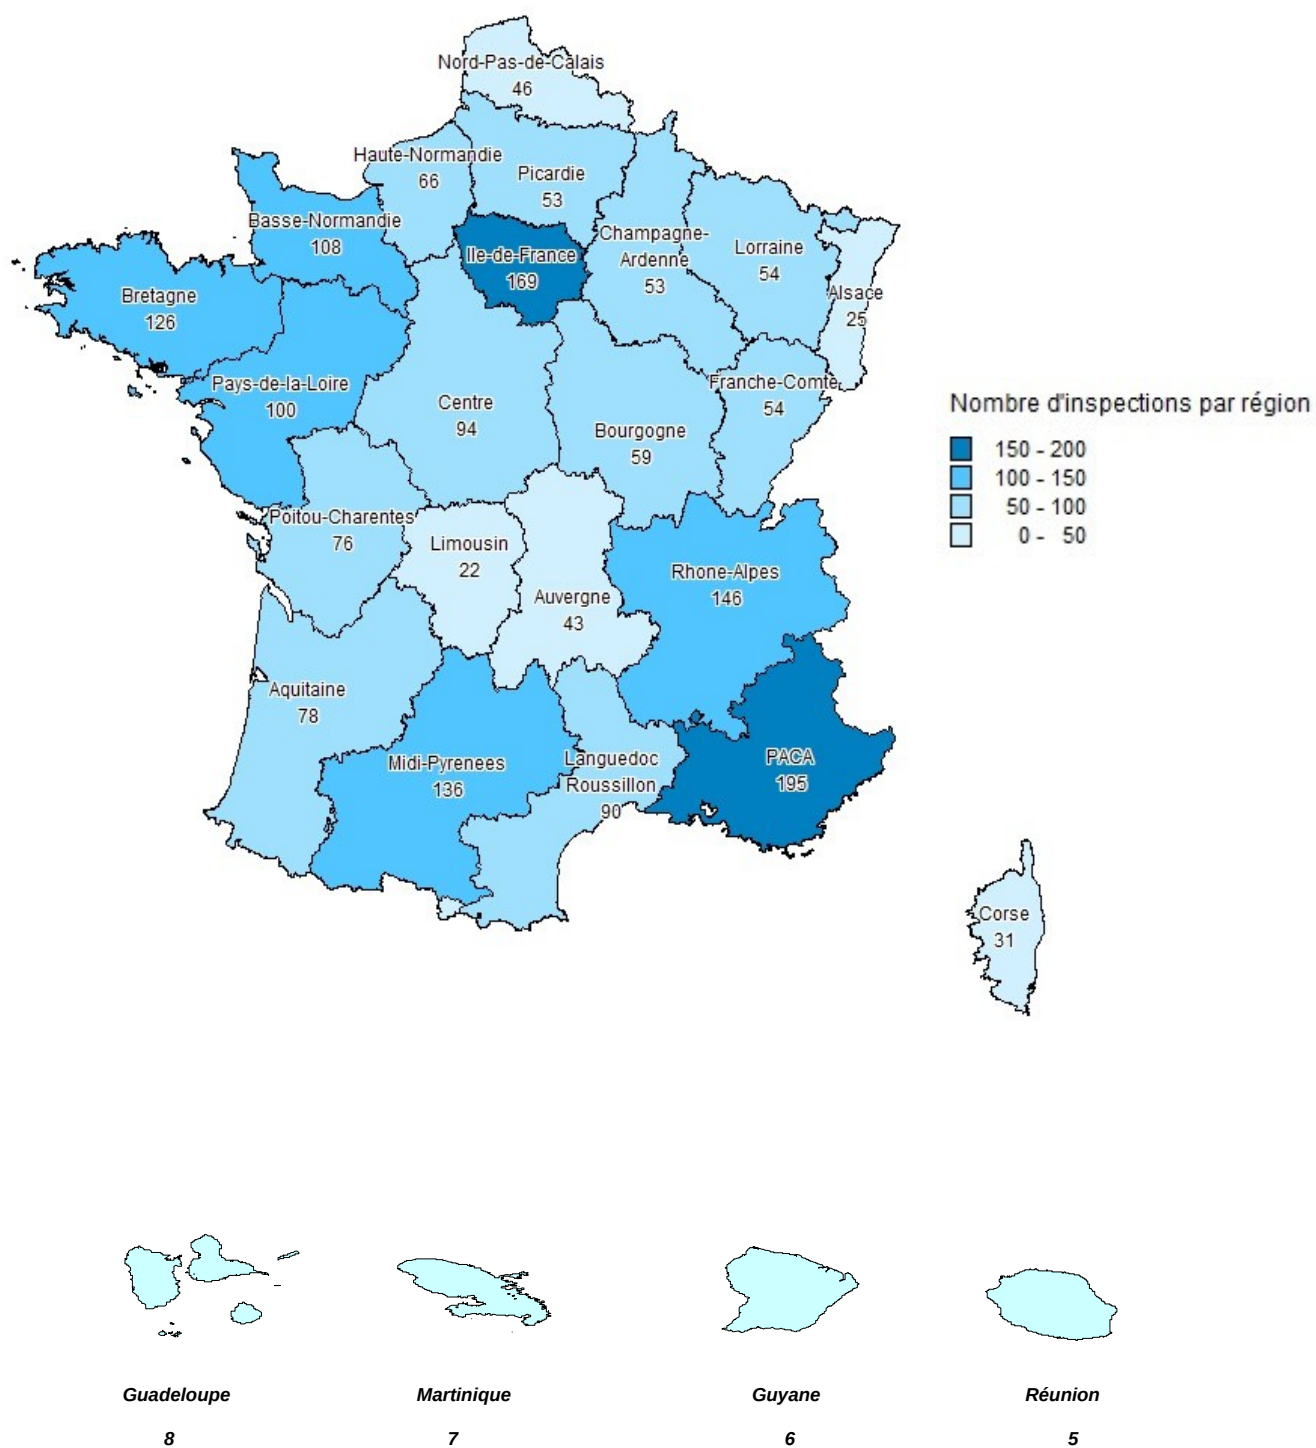 Nord-Pas-de-Calais
46
Haute-Normandie
66
Picardie
53
Basse-Normandie
108
Ile-de-France
169
Champagne-
Ardenne
53
Lorraine
54
Alsace
25
Bretagne
126
Pays-de-la-Loire
100
Centre
94
Bourgogne
59
Franche-Comte
54
Nombre d'inspections par région
150 - 200
100 - 150
50 - 100
0 - 50
Poitou-Charentes
76
Limousin
22
Auvergne
43
Rhone-Alpes
146
Aquitaine
78
Midi-Pyrenees
136
Languedoc
Roussillon
90
PACA
195
Corse
31
Guadeloupe
8
Martinique
7
Guyane
6
Réunion
5